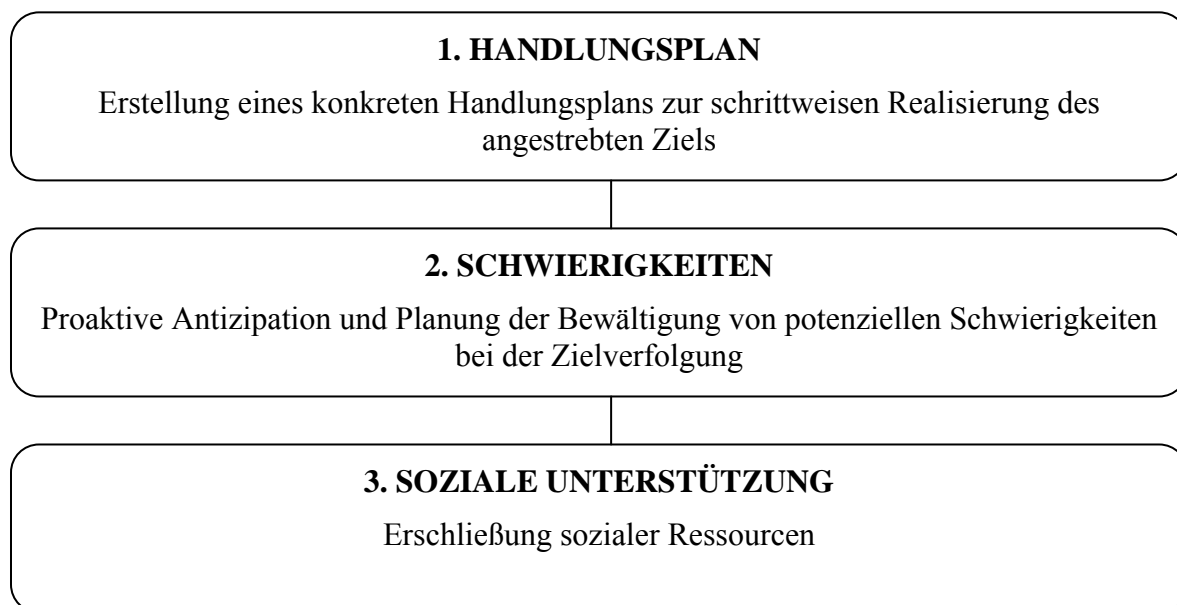 1. HANDLUNGSPLAN
Erstellung eines konkreten Handlungsplans zur schrittweisen Realisierung des
angestrebten Ziels
2. SCHWIERIGKEITEN
Proaktive Antizipation und Planung der Bewältigung von potenziellen Schwierigkeiten
bei der Zielverfolgung
3. SOZIALE UNTERSTÜTZUNG
Erschließung sozialer Ressourcen